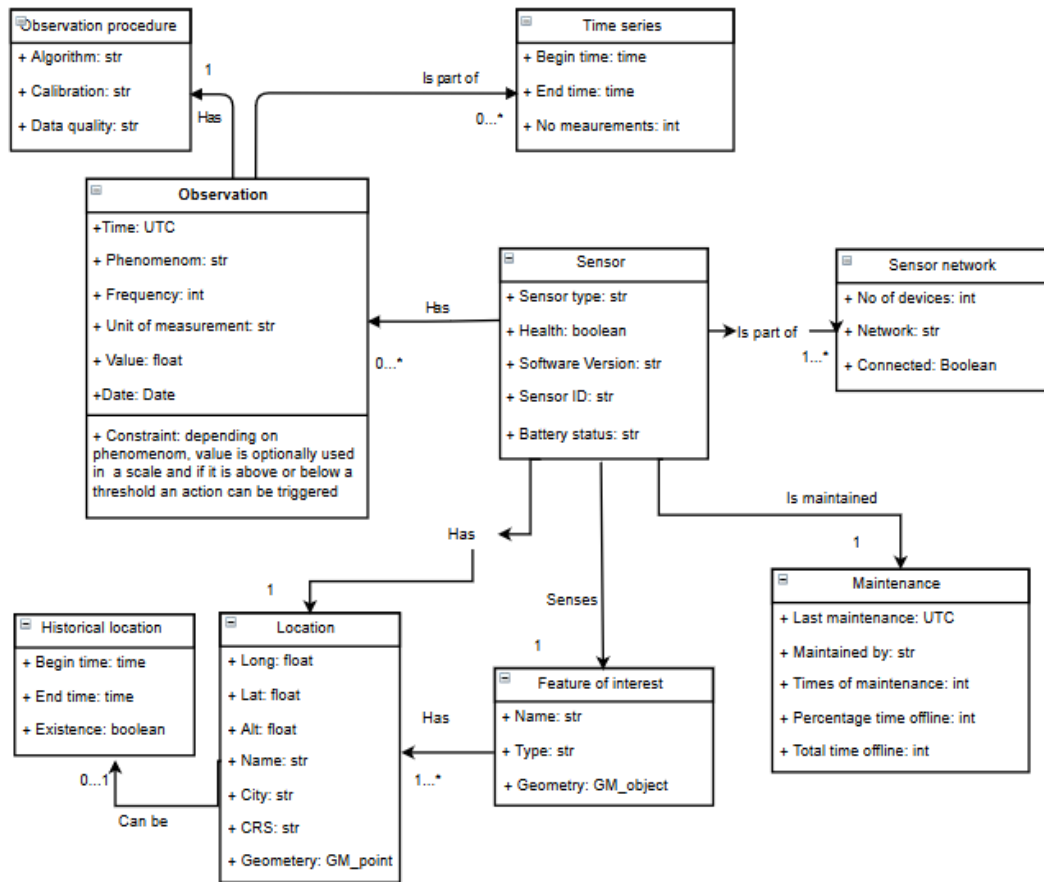 Observation procedure
+ Algorithm: str
+ Calibration: str
+ Data quality: str
1
Has
Is part of
0...*
Time series
+ Begin time: time
+ End time: time
+ No meaurements: int
Observation
+Time: UTC
+ Phenomenom: str
+ Frequency: int
+ Unit of measurement: str
+ Value: float
+Date: Date
+ Constraint: depending on
phenomenom, value is optionally used
in a scale and if it is above or below a
threshold an action can be triggered
Has
0...*
Sensor
+ Sensor type: str
+ Health: boolean
+ Software Version: str
+ Sensor ID: str
+ Battery status: str
Is part of
1...*
Sensor network
+ No of devices: int
+ Network: str
+ Connected: Boolean
Has
1
Senses
1
Is maintained
1
Maintenance
+ Last maintenance: UTC
+ Maintained by: str
+ Times of maintenance: int
+ Percentage time offline: int
+ Total time offline: int
Historical location
+ Begin time: time
+ End time: time
+ Existence: boolean
0...1
Can be
Location
+ Long: float
+ Lat: float
+ Alt: float
+ Name: str
+ City: str
+ CRS: str
+ Geometery: GM_point
Has
1...*
Feature of interest
+ Name: str
+ Type: str
+ Geometry: GM_object